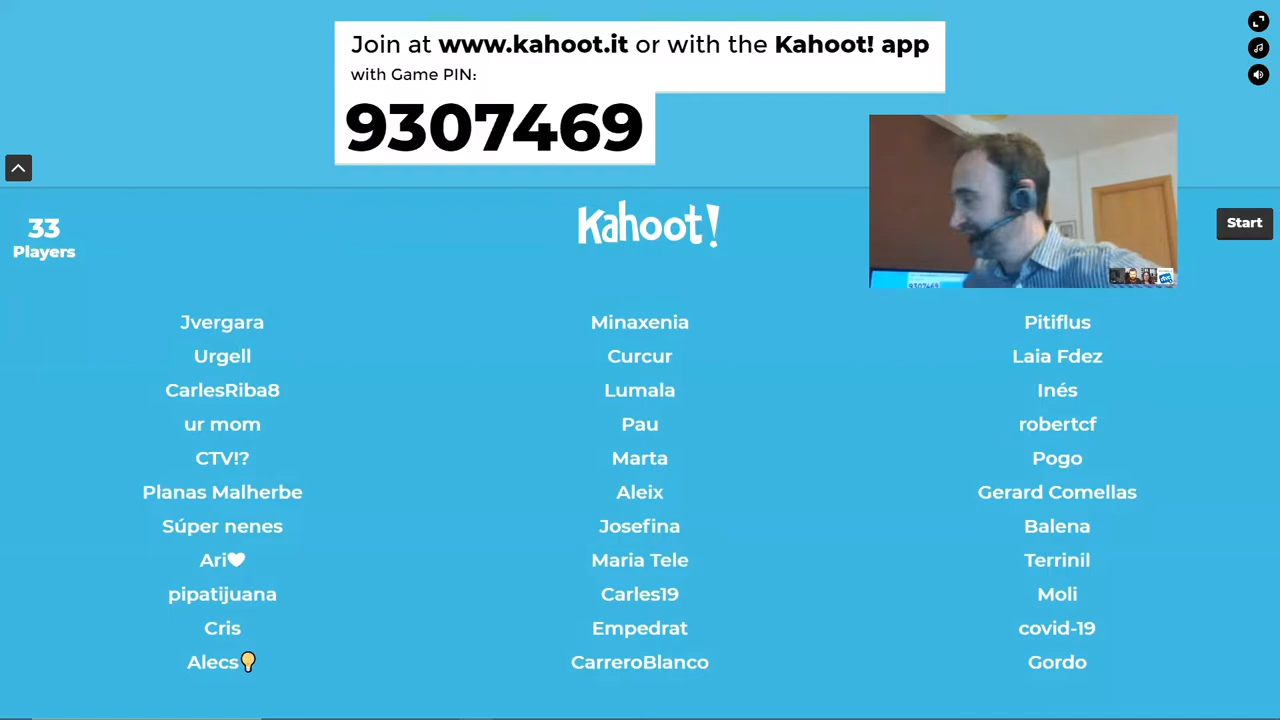 Join at www.kahoot.it or with the Kahoot! app
with Game PIN:
9307469
33
Players
Kahoot!
Start
9307469
Jvergara Minaxenia Pitiflus
Urgell Curcur Laia Fdez
CarlesRiba8 Lumala Inés
ur mom Pau robertcf
CTV!? Marta Pogo
Planas Malherbe Aleix Gerard Comellas
Súper nenes Josefina Balena
Ari🤍 Maria Tele Terrinil
pipatijuana Carles19 Moli
Cris Empedrat covid-19
Alecs💡 CarreroBlanco Gordo